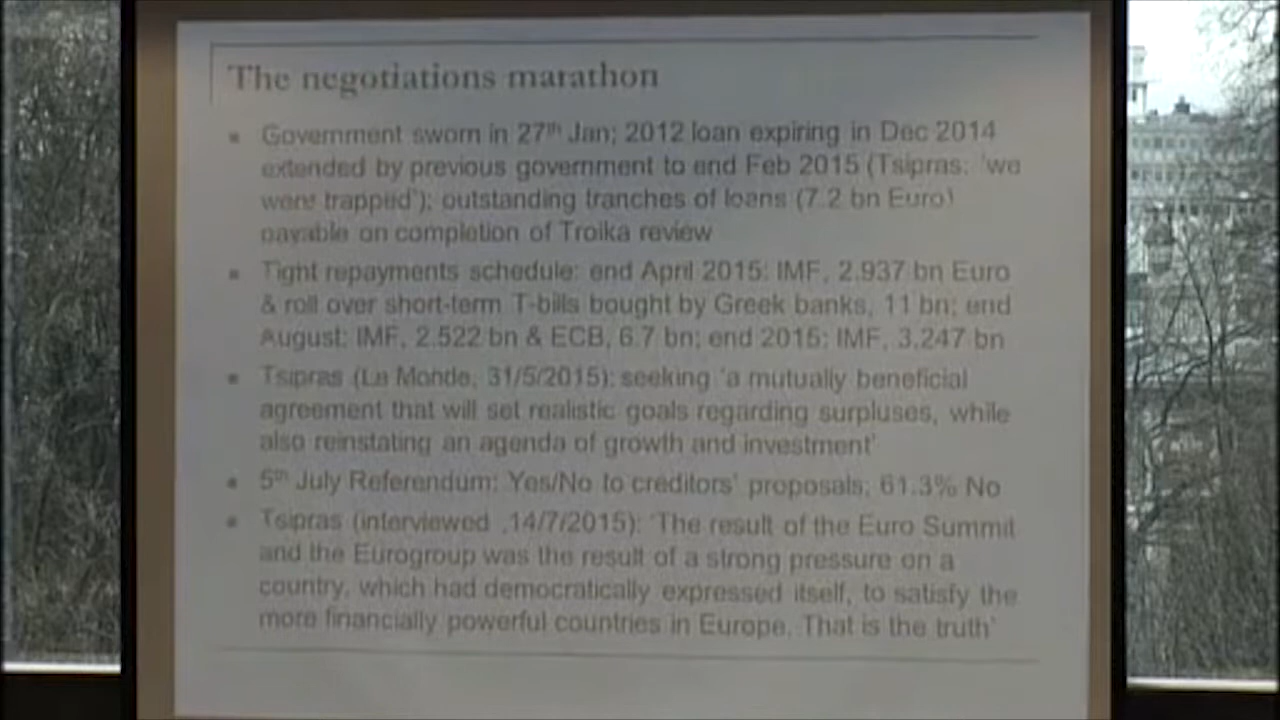 The negotiations marathon
Government sworn in 27th Jan; 2012 loan expiring in Dec 2014
extended by previous government to end Feb 2015 (Tsipras: 'we
were trapped'); outstanding tranches of loans (7.2 bn Euro)
payable on completion of Troika review
Tight repayments schedule: end April 2015: IMF, 2.937 bn Euro
& roll over short-term T-bills bought by Greek banks, 11 bn; end
August: IMF, 2.522 bn & ECB, 6.7 bn; end 2015: IMF, 3.247 bn
Tsipras (Le Monde, 31/5/2015): seeking 'a mutually beneficial
agreement that will set realistic goals regarding surpluses, while
also reinstating an agenda of growth and investment'
5th July Referendum: Yes/No to creditors' proposals; 61.3% No
Tsipras (interviewed ,14/7/2015): 'The result of the Euro Summit
and the Eurogroup was the result of a strong pressure on a
country, which had democratically expressed itself, to satisfy the
more financially powerful countries in Europe. That is the truth'